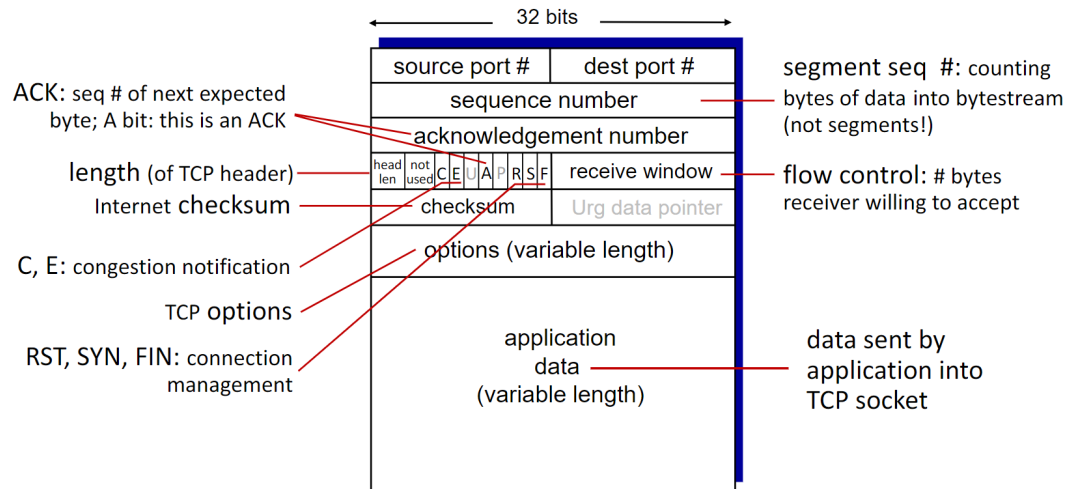 32 bits
source port #
dest port #
sequence number
acknowledgement number
head
len
not
used
C E U A P R S F
receive window
checksum
Urg data pointer
options (variable length)
application
data
(variable length)
ACK: seq # of next expected
byte; A bit: this is an ACK
length (of TCP header)
Internet checksum
C, E: congestion notification
TCP options
RST, SYN, FIN: connection
management
segment seq #: counting
bytes of data into bytestream
(not segments!)
flow control: # bytes
receiver willing to accept
data sent by
application into
TCP socket